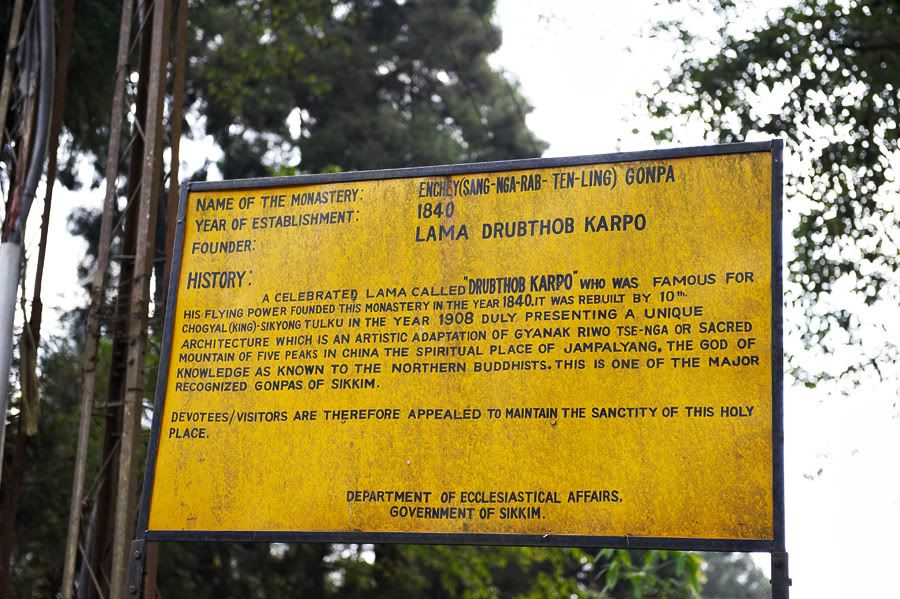 NAME OF THE MONASTERY: ENCHEY(SANG-NGA-RAB-TEN-LING) GONPA
YEAR OF ESTABLISHMENT: 1840
FOUNDER: LAMA DRUBTHOB KARPO
HISTORY:
A CELEBRATED LAMA CALLED "DRUBTHOB KARPO" WHO WAS FAMOUS FOR
HIS FLYING POWER FOUNDED THIS MONASTERY IN THE YEAR 1840. IT WAS REBUILT BY 10th.
CHOGYAL (KING)-SIKYONG TULKU IN THE YEAR 1908 DULY PRESENTING A UNIQUE
ARCHITECTURE WHICH IS AN ARTISTIC ADAPTATION OF GYANAK RIWO TSE-NGA OR SACRED
MOUNTAIN OF FIVE PEAKS IN CHINA THE SPIRITUAL PLACE OF JAMPALYANG, THE GOD OF
KNOWLEDGE AS KNOWN TO THE NORTHERN BUDDHISTS. THIS IS ONE OF THE MAJOR
RECOGNIZED GONPAS OF SIKKIM.
DEVOTEES/VISITORS ARE THEREFORE APPEALED TO MAINTAIN THE SANCTITY OF THIS HOLY
PLACE.
DEPARTMENT OF ECCLESIASTICAL AFFAIRS,
GOVERNMENT OF SIKKIM.